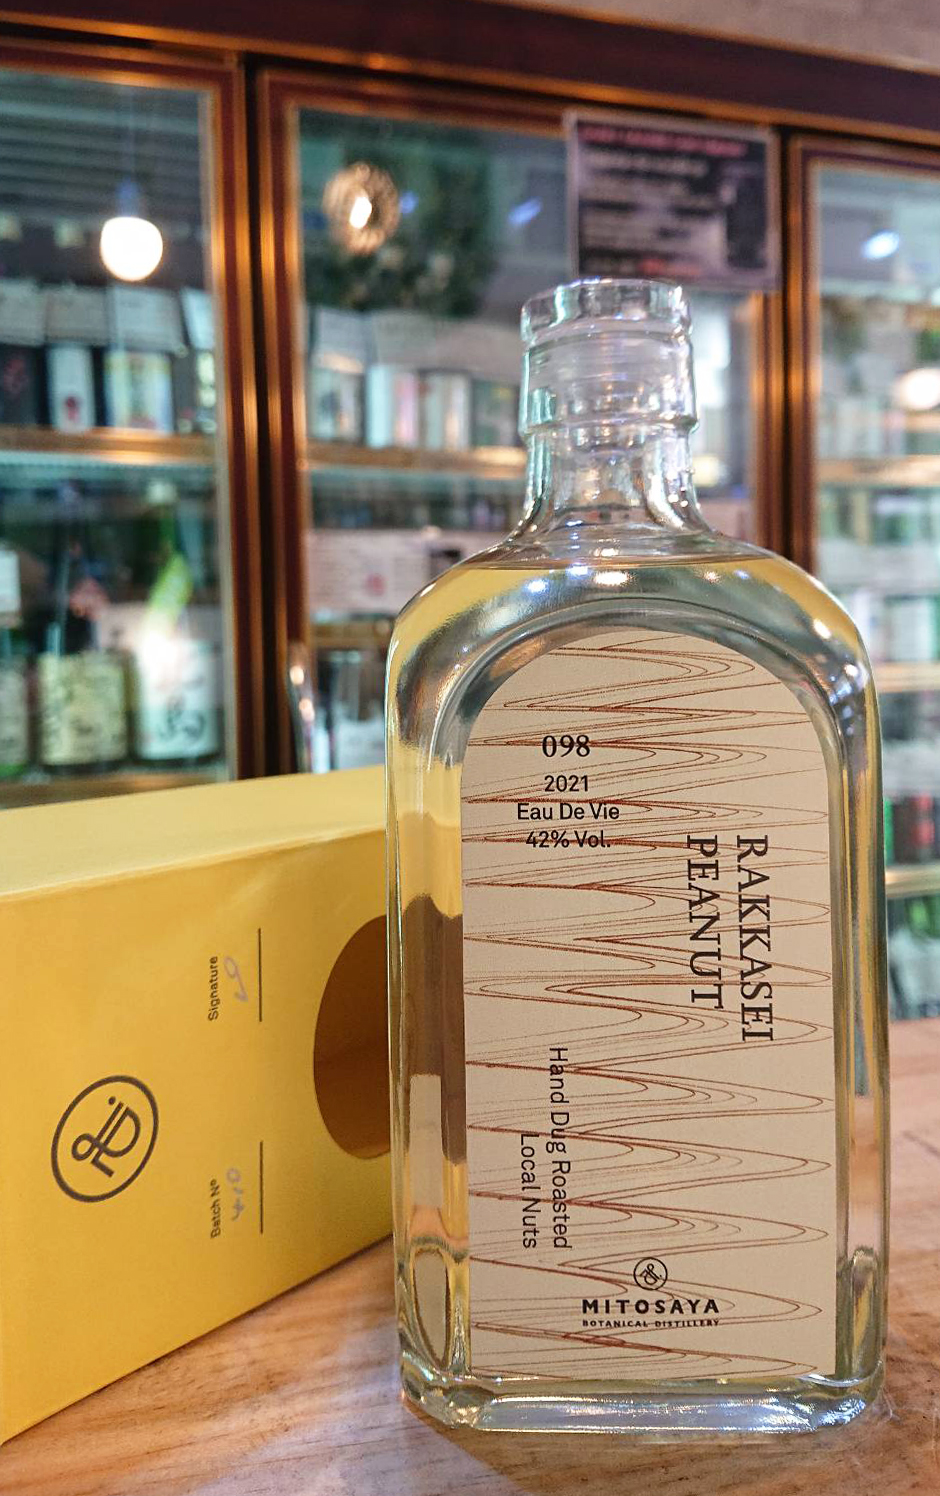 098
2021
Eau De Vie
42% Vol.
RAKKASEI
PEANUT
Hand Dug Roasted
Local Nuts
MITOSAYA
BOTANICAL DISTILLERY
Signature
Batch Nº
410